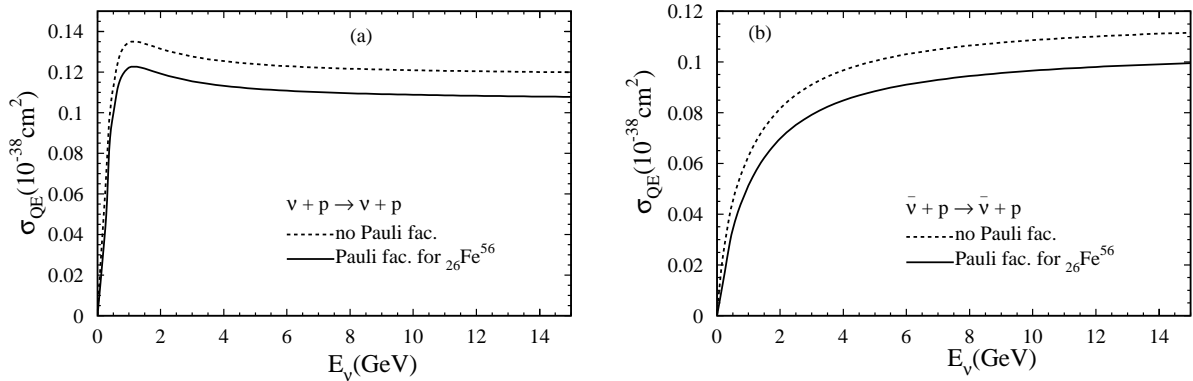 (a)
σQE(10-38cm2)
0.14
0.12
0.1
0.08
0.06
0.04
0.02
0
ν + p → ν + p
no Pauli fac.
Pauli fac. for 26Fe56
0 2 4 6 8 10 12 14
Eν(GeV)
(b)
σQE(10-38cm2)
0.12
0.1
0.08
0.06
0.04
0.02
0
ν̄ + p → ν̄ + p
no Pauli fac.
Pauli fac. for 26Fe56
0 2 4 6 8 10 12 14
Eν(GeV)